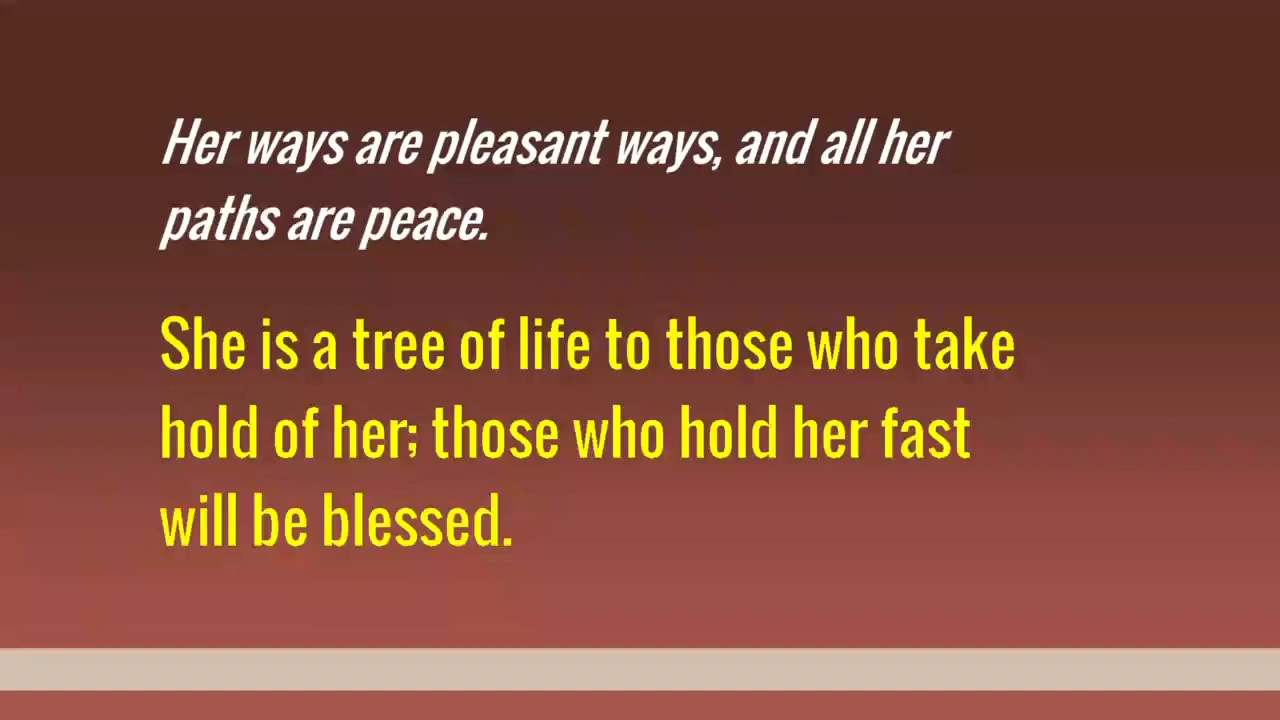 Her ways are pleasant ways, and all her
paths are peace.
She is a tree of life to those who take
hold of her; those who hold her fast
will be blessed.